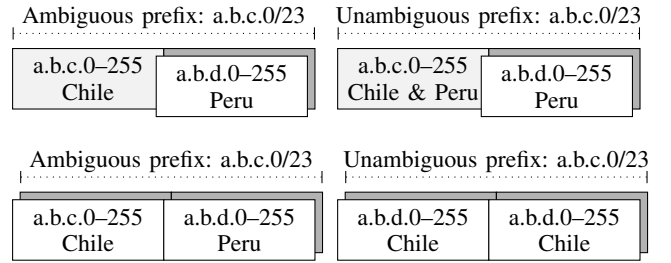 Ambiguous prefix: a.b.c.0/23
Unambiguous prefix: a.b.c.0/23
a.b.c.0–255
Chile
a.b.d.0–255
Peru
a.b.c.0–255
Chile & Peru
a.b.d.0–255
Peru
Ambiguous prefix: a.b.c.0/23
Unambiguous prefix: a.b.c.0/23
a.b.c.0–255
Chile
a.b.d.0–255
Peru
a.b.c.0–255
Chile
a.b.d.0–255
Chile